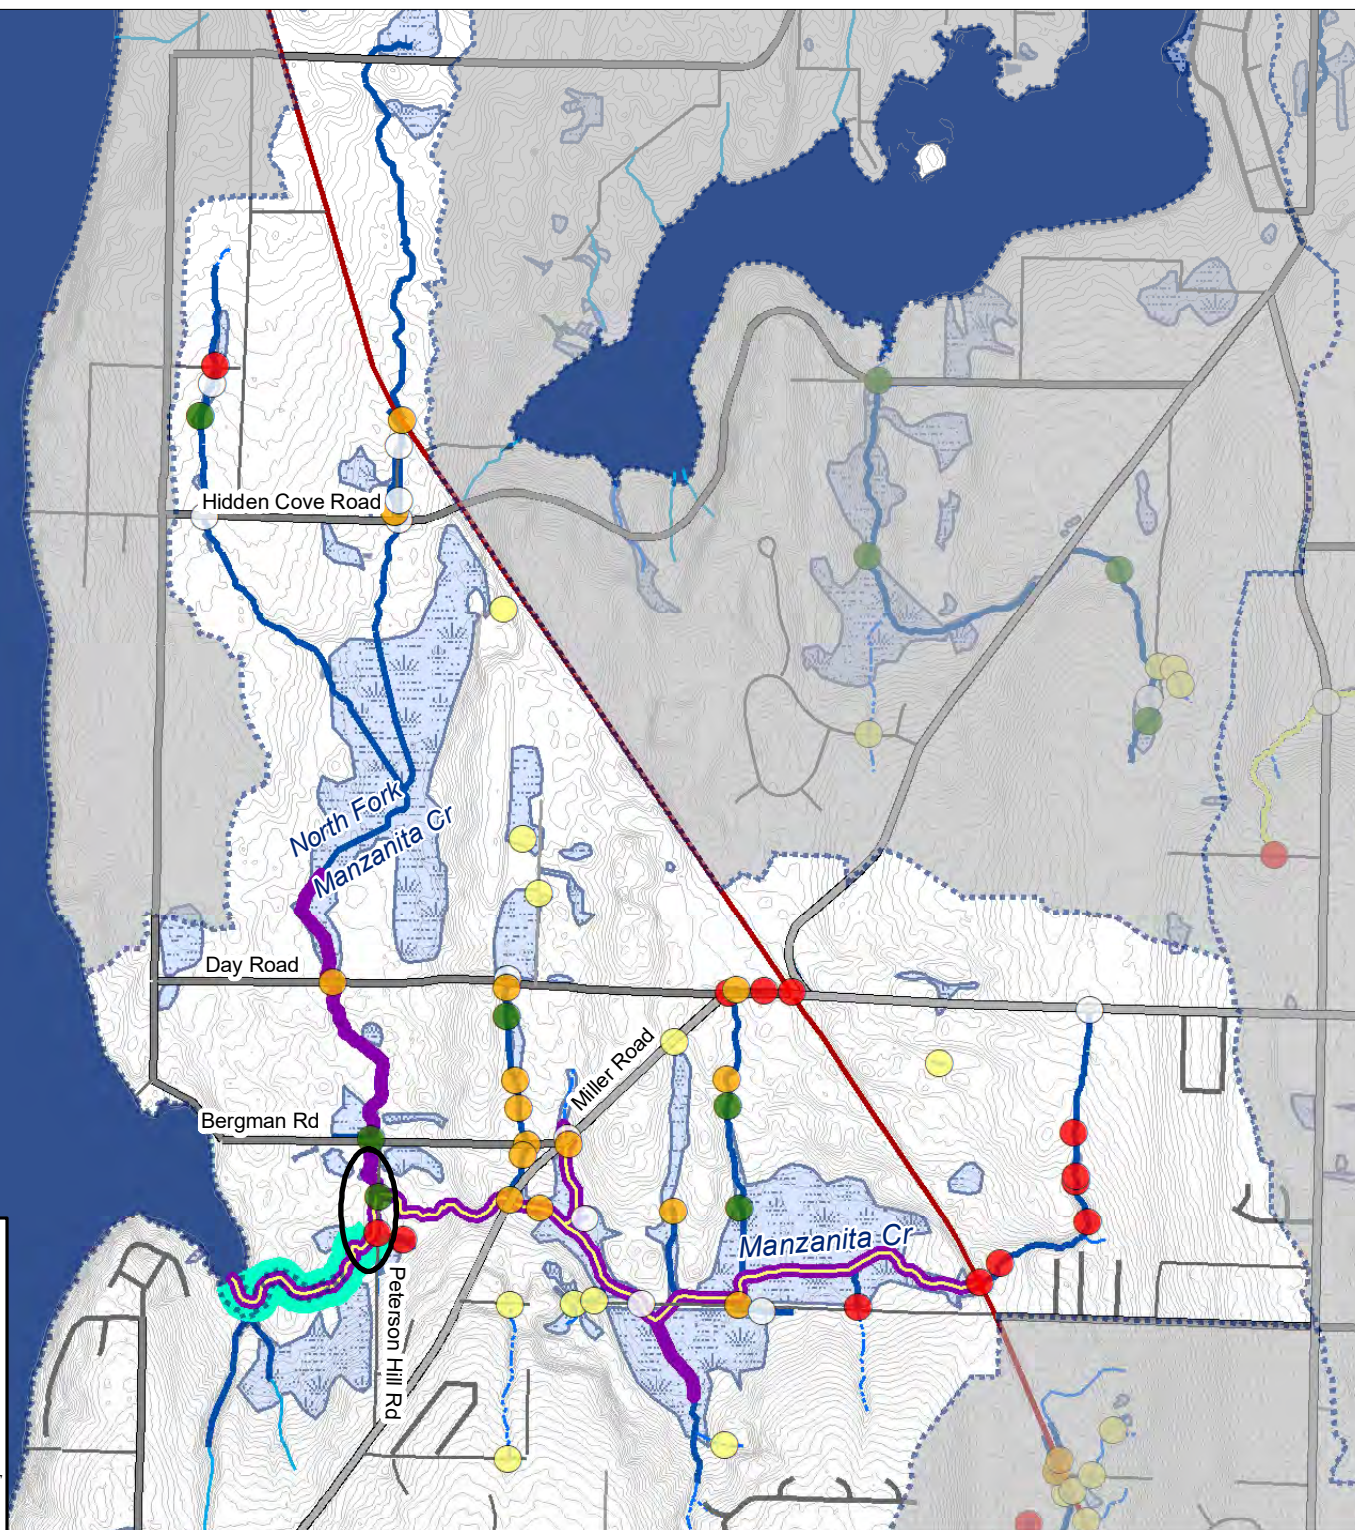 Hidden Cove Road
North Fork
Manzanita Cr
Day Road
Miller Road
Bergman Rd
Manzanita Cr
Peterson Hill Rd